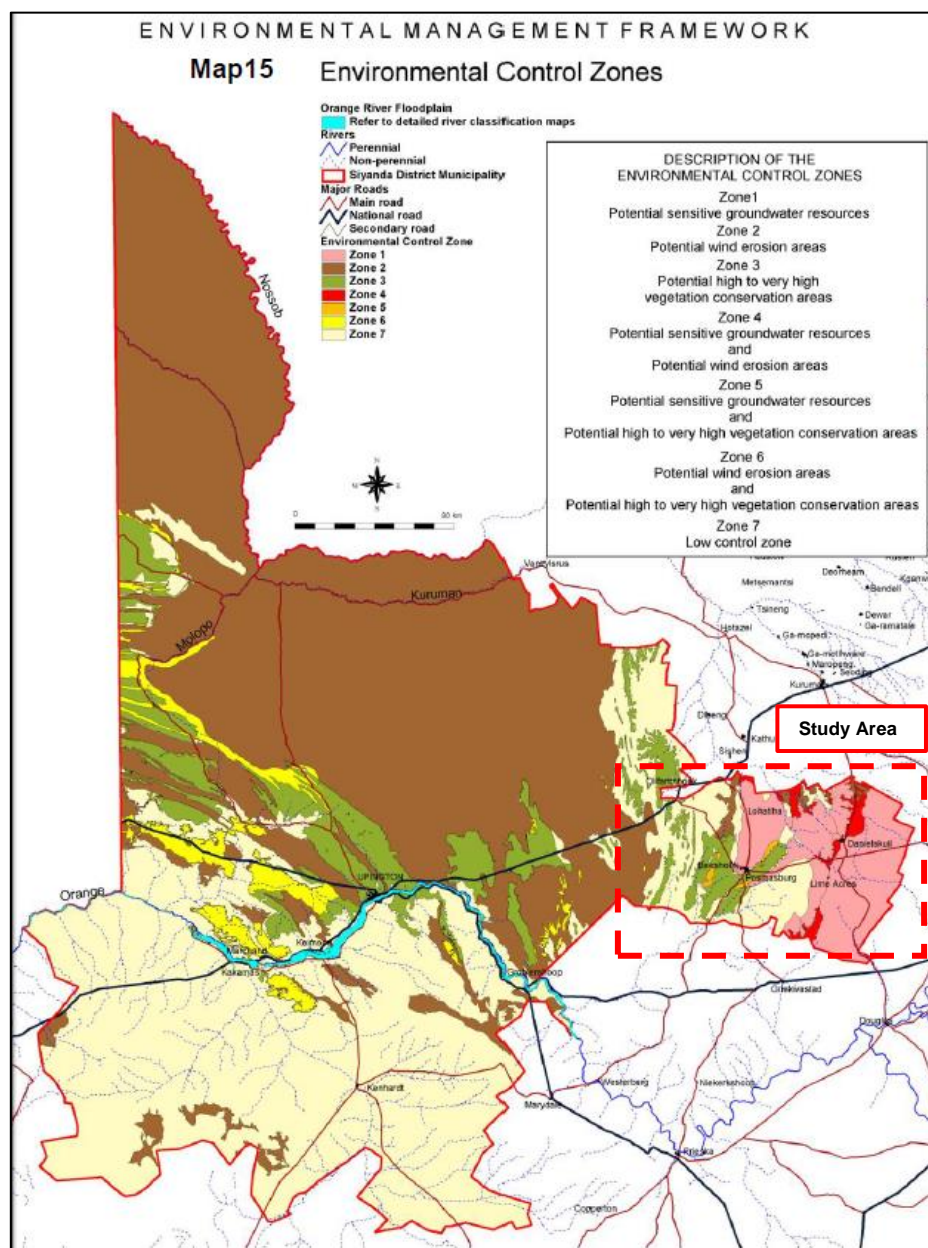 ENVIRONMENTAL MANAGEMENT FRAMEWORK
Map15 Environmental Control Zones
Orange River Floodplain
Refer to detailed river classification maps
Rivers
Perennial
Non-perennial
Siyanda District Municipality
Major Roads
Main road
National road
Secondary road
Environmental Control Zone
Zone 1
Zone 2
Zone 3
Zone 4
Zone 5
Zone 6
Zone 7
DESCRIPTION OF THE
ENVIRONMENTAL CONTROL ZONES
Zone1
Potential sensitive groundwater resources
Zone 2
Potential wind erosion areas
Zone 3
Potential high to very high
vegetation conservation areas
Zone 4
Potential sensitive groundwater resources
and
Potential wind erosion areas
Zone 5
Potential sensitive groundwater resources
and
Potential high to very high vegetation conservation areas
Zone 6
Potential wind erosion areas
and
Potential high to very high vegetation conservation areas
Zone 7
Low control zone
Nossob
N
W
E
S
0
80 km
Vanzylsrus
Kuruman
Molopo
Metsemantsi
Bendell
Tsineng
Dewar
Hotazel
Ga-mopedi
Maropeng
Seoding
Dibeng
Sishen
Study Area
Lohatlha
Danielskuil
Postmasburg
Lime Acres
UPINGTON
Orange
Keimoes
Kakamas
Groblershoop
Griekwastad
Douglas
Kenhardt
Westerberg
Niekerkshoop
Marydale
Prieska
Copperton